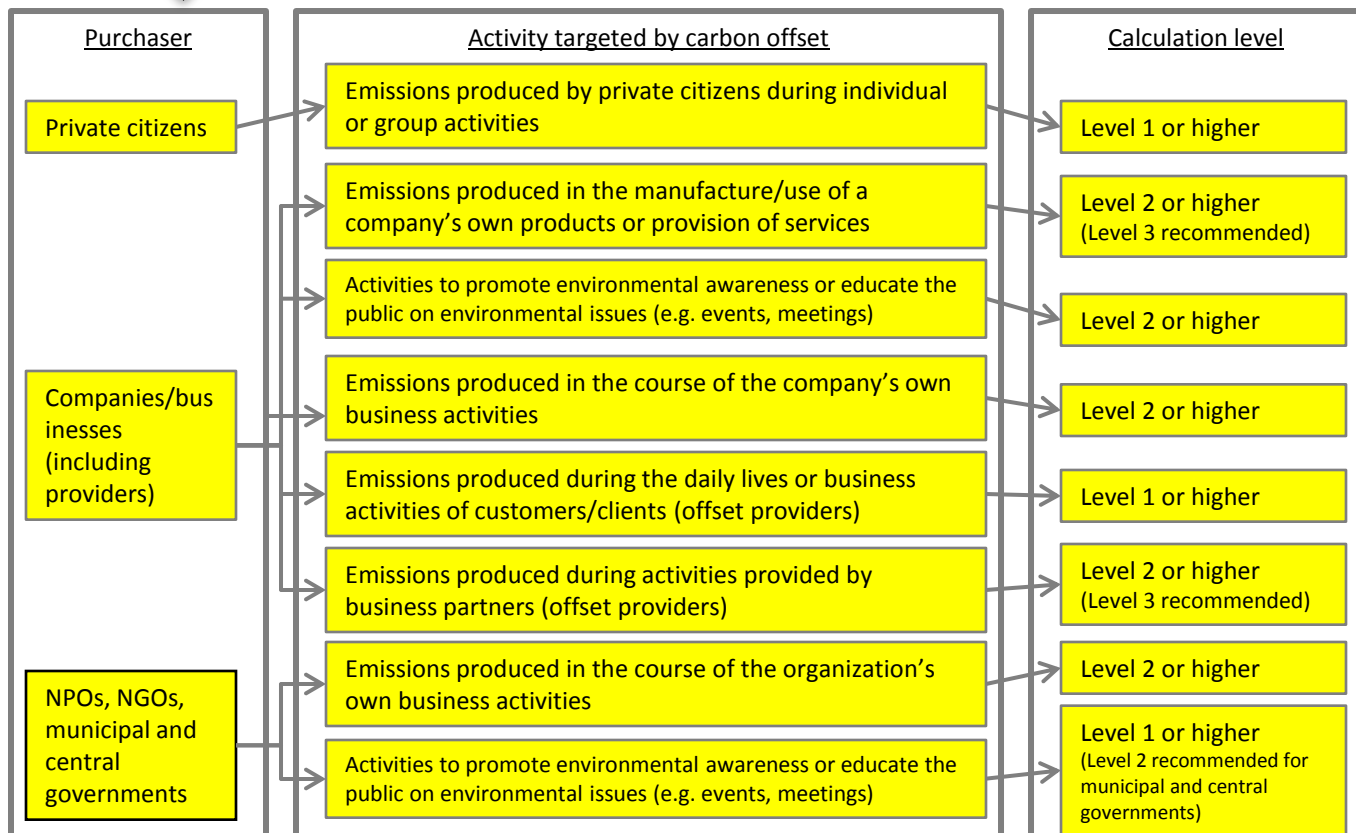 Purchaser
Activity targeted by carbon offset
Calculation level
Private citizens
Emissions produced by private citizens during individual
or group activities
Level 1 or higher
Emissions produced in the manufacture/use of a
company’s own products or provision of services
Level 2 or higher
(Level 3 recommended)
Activities to promote environmental awareness or educate the
public on environmental issues (e.g. events, meetings)
Level 2 or higher
Companies/bus
inesses
(including
providers)
Emissions produced in the course of the company’s own
business activities
Level 2 or higher
Emissions produced during the daily lives or business
activities of customers/clients (offset providers)
Level 1 or higher
Emissions produced during activities provided by
business partners (offset providers)
Level 2 or higher
(Level 3 recommended)
NPOs, NGOs,
municipal and
central
governments
Emissions produced in the course of the organization’s
own business activities
Level 2 or higher
Activities to promote environmental awareness or educate the
public on environmental issues (e.g. events, meetings)
Level 1 or higher
(Level 2 recommended for
municipal and central
governments)